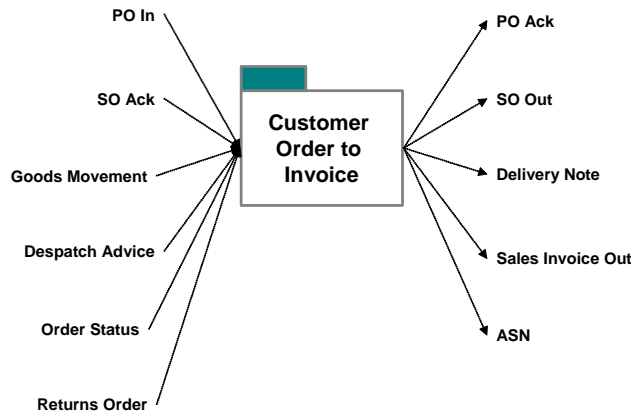 PO In
SO Ack
Goods Movement
Despatch Advice
Order Status
Returns Order
Customer
Order to
Invoice
PO Ack
SO Out
Delivery Note
Sales Invoice Out
ASN